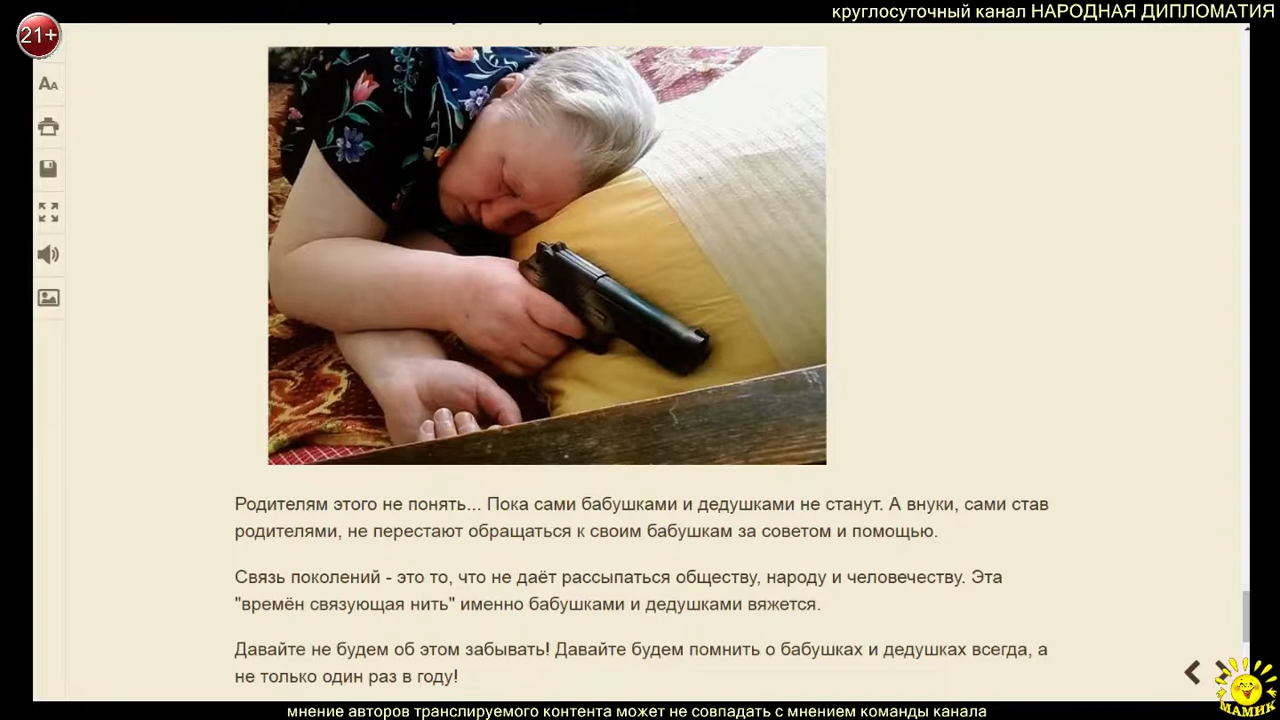 круглосуточный канал НАРОДНАЯ ДИПЛОМАТИЯ
21+
AA
Родителям этого не понять... Пока сами бабушками и дедушками не станут. А внуки, сами став
родителями, не перестают обращаться к своим бабушкам за советом и помощью.
Связь поколений - это то, что не даёт рассыпаться обществу, народу и человечеству. Эта
"времён связующая нить" именно бабушками и дедушками вяжется.
Давайте не будем об этом забывать! Давайте будем помнить о бабушках и дедушках всегда, а
не только один раз в году!
МАМИК
мнение авторов транслируемого контента может не совпадать с мнением команды канала